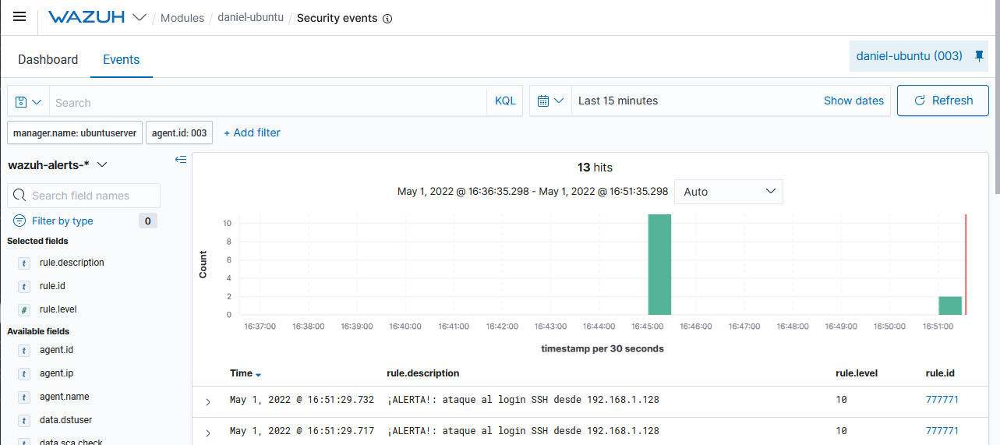 WAZUH / Modules / daniel-ubuntu / Security events
Dashboard Events daniel-ubuntu (003)
Search KQL Last 15 minutes Show dates Refresh
manager.name: ubuntuserver agent.id: 003 + Add filter
wazuh-alerts-*
Search field names
Filter by type 0
Selected fields
t rule.description
t rule.id
# rule.level
Available fields
t agent.id
t agent.ip
t agent.name
t data.dstuser
t data.sca.check
13 hits
May 1, 2022 @ 16:36:35.298 - May 1, 2022 @ 16:51:35.298 Auto
Count
10
8
6
4
2
0
16:37:00 16:38:00 16:39:00 16:40:00 16:41:00 16:42:00 16:43:00 16:44:00 16:45:00 16:46:00 16:47:00 16:48:00 16:49:00 16:50:00 16:51:00
timestamp per 30 seconds
Time rule.description rule.level rule.id
May 1, 2022 @ 16:51:29.732 ¡ALERTA!: ataque al login SSH desde 192.168.1.128 10 777771
May 1, 2022 @ 16:51:29.717 ¡ALERTA!: ataque al login SSH desde 192.168.1.128 10 777771